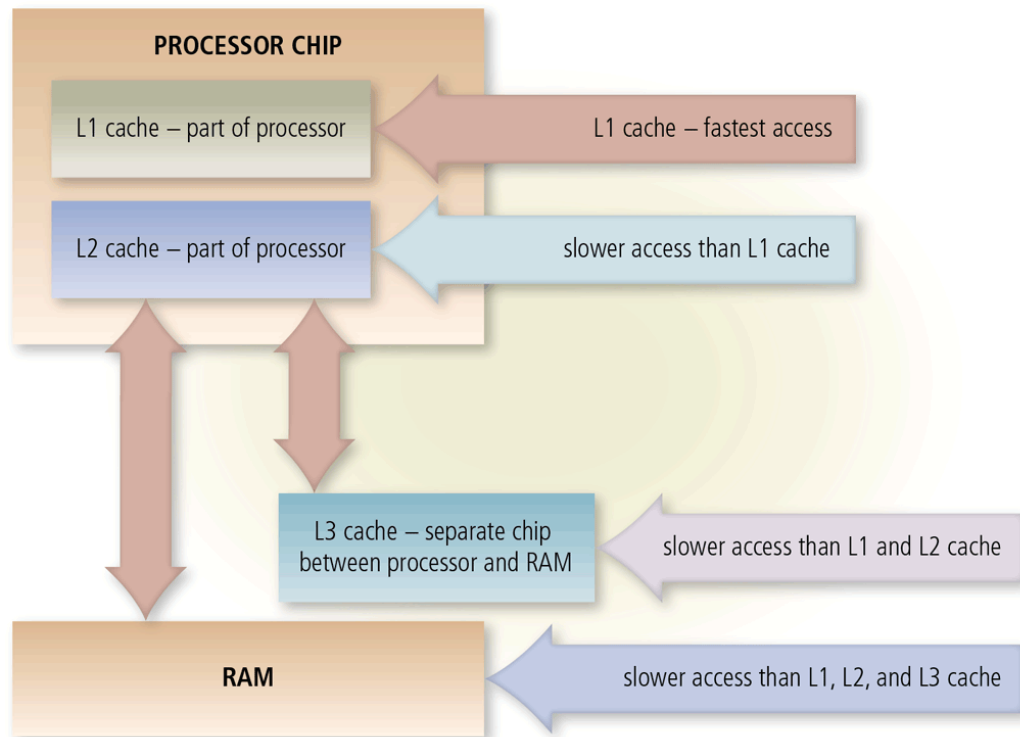 PROCESSOR CHIP
L1 cache – part of processor
L1 cache – fastest access
L2 cache – part of processor
slower access than L1 cache
L3 cache – separate chip
between processor and RAM
slower access than L1 and L2 cache
RAM
slower access than L1, L2, and L3 cache